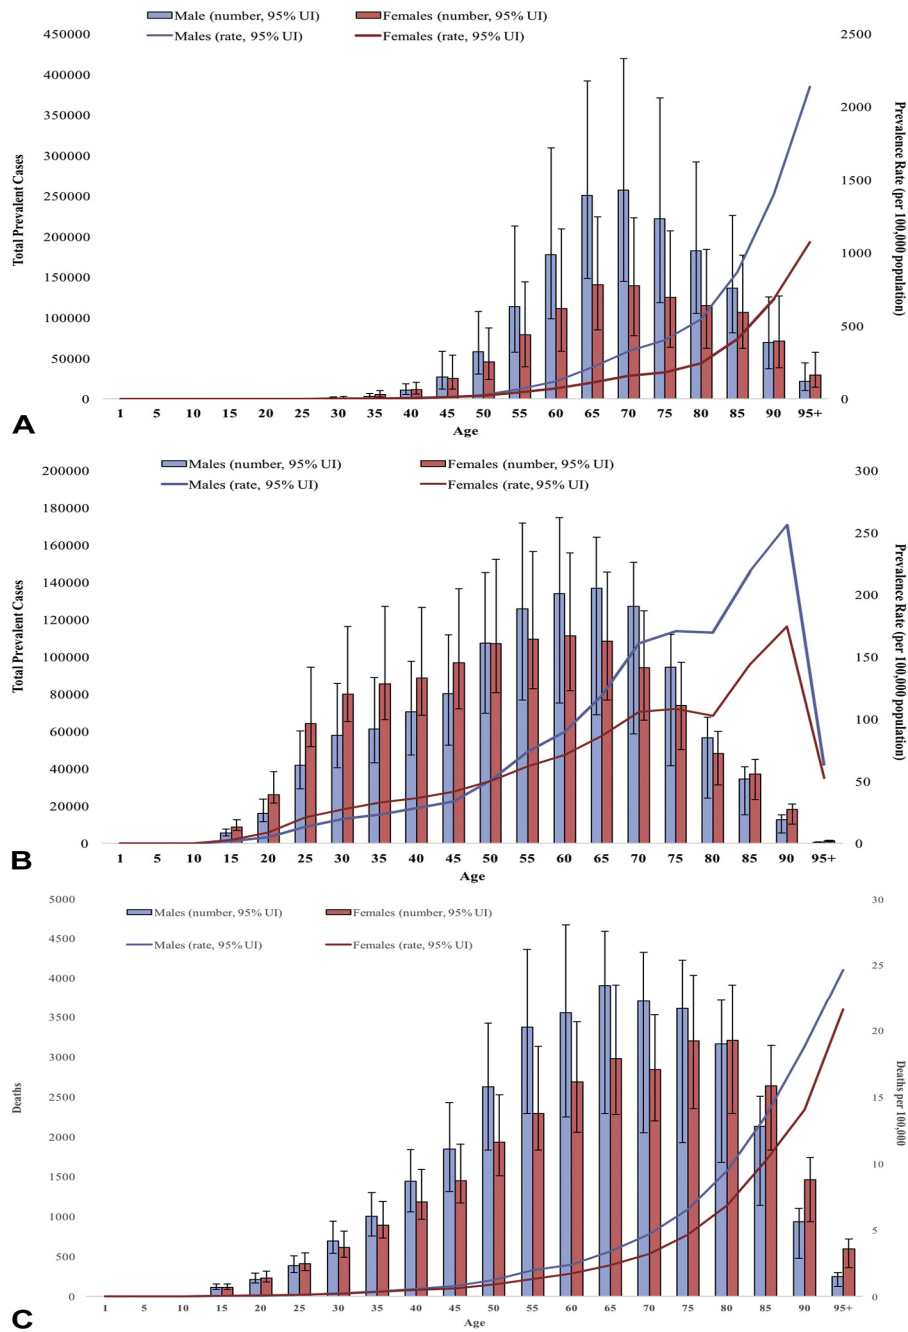 Male (number, 95% UI) Females (number, 95% UI)
Males (rate, 95% UI) Females (rate, 95% UI)
450000 2500
400000
350000 2000
300000
250000 1500
200000
150000 1000
100000 500
50000
0 0
Total Prevalent Cases
Prevalence Rate (per 100,000 population)
1 5 10 15 20 25 30 35 40 45 50 55 60 65 70 75 80 85 90 95+
Age
A
Males (number, 95% UI) Females (number, 95% UI)
Males (rate, 95% UI) Females (rate, 95% UI)
200000 300
180000
160000 250
140000
120000 200
100000 150
80000
60000 100
40000 50
20000
0 0
Total Prevalent Cases
Prevalence Rate (per 100,000 population)
1 5 10 15 20 25 30 35 40 45 50 55 60 65 70 75 80 85 90 95+
Age
B
Males (number, 95% UI) Females (number, 95% UI)
Males (rate, 95% UI) Females (rate, 95% UI)
5000 30
4500
4000 25
3500
3000 20
2500 15
2000
1500 10
1000
500 5
0 0
Deaths
Deaths per 100,000
1 5 10 15 20 25 30 35 40 45 50 55 60 65 70 75 80 85 90 95+
Age
C